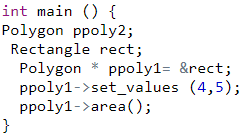 int main () {
Polygon ppoly2;
Rectangle rect;
Polygon * ppoly1= &rect;
ppoly1->set_values (4,5);
ppoly1->area();
}